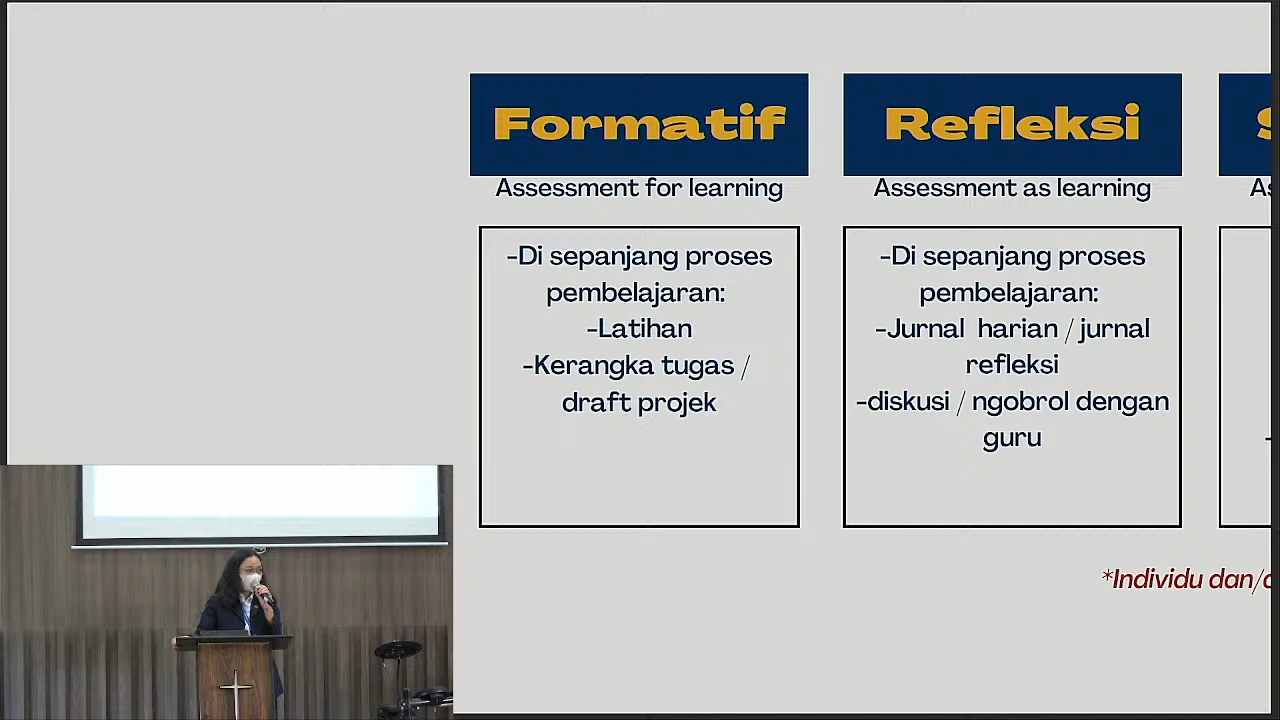 Formatif
Assessment for learning
-Di sepanjang proses
pembelajaran:
-Latihan
-Kerangka tugas /
draft projek
Refleksi
Assessment as learning
-Di sepanjang proses
pembelajaran:
-Jurnal harian / jurnal
refleksi
-diskusi / ngobrol dengan
guru
*Individu dan/